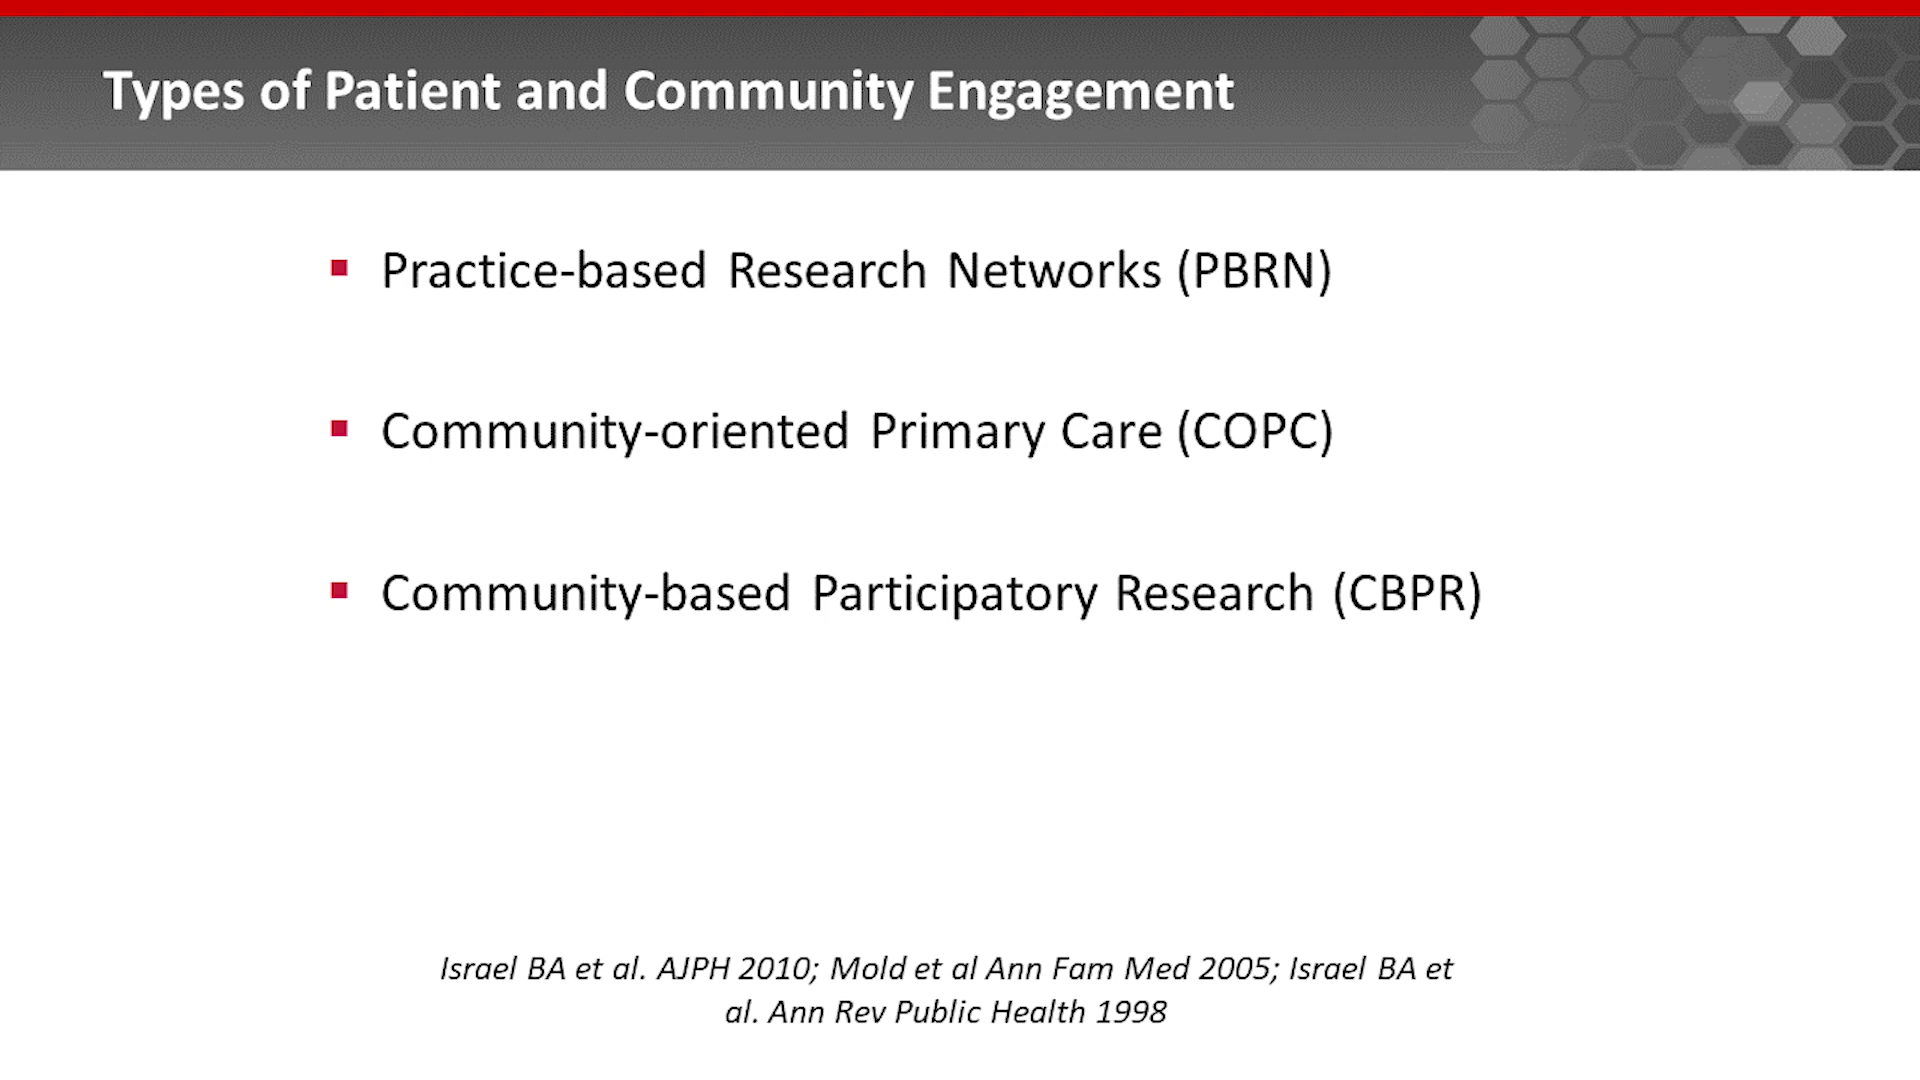 Types of Patient and Community Engagement
▪ Practice-based Research Networks (PBRN)
▪ Community-oriented Primary Care (COPC)
▪ Community-based Participatory Research (CBPR)
Israel BA et al. AJPH 2010; Mold et al Ann Fam Med 2005; Israel BA et
al. Ann Rev Public Health 1998